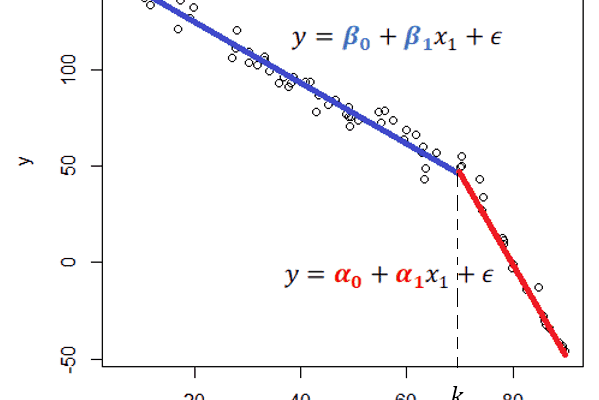 y = β₀ + β₁x₁ + ϵ
100
y
50
0
y = α₀ + α₁x₁ + ϵ
-50
20 40 60 k 80